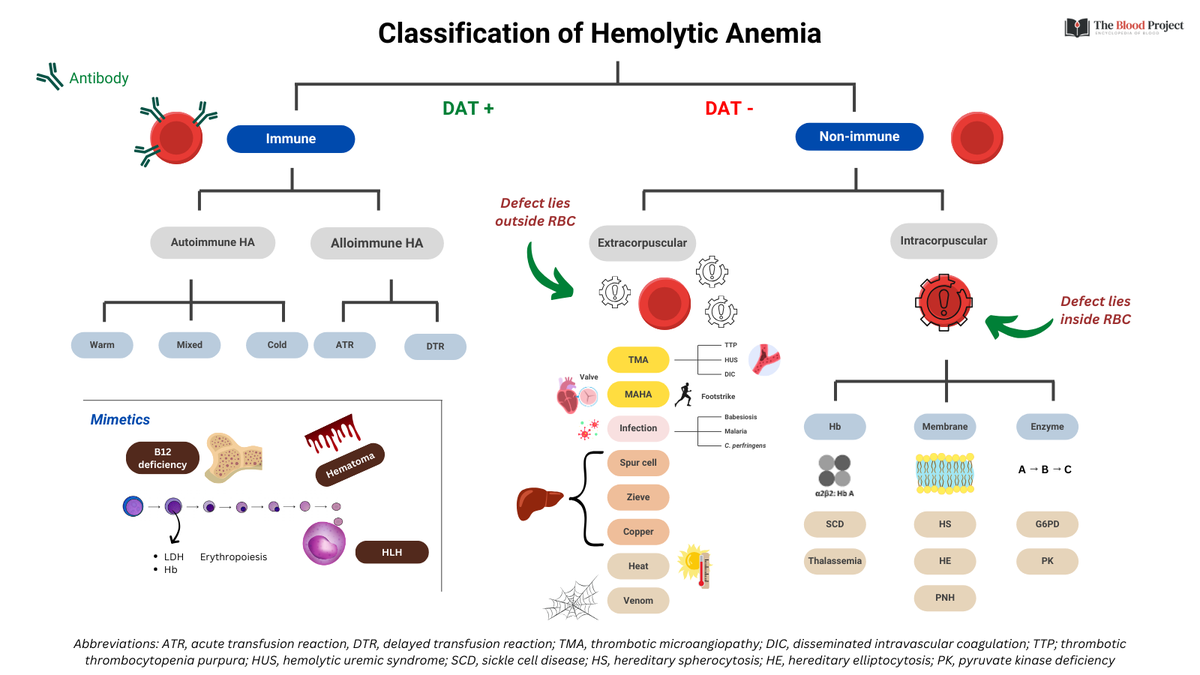 Classification of Hemolytic Anemia
The Blood Project
ENCYCLOPEDIA OF BLOOD
Antibody
DAT +
DAT -
Immune
Non-immune
Defect lies
outside RBC
Autoimmune HA
Alloimmune HA
Extracorpuscular
Intracorpuscular
Defect lies
inside RBC
Warm
Mixed
Cold
ATR
DTR
TMA
TTP
HUS
DIC
Valve
MAHA
Footstrike
Infection
Babesiosis
Malaria
C. perfringens
Spur cell
Zieve
Copper
Heat
Venom
Hb
Membrane
Enzyme
α2β2: Hb A
A → B → C
SCD
HS
G6PD
Thalassemia
HE
PK
PNH
Mimetics
B12
deficiency
Hematoma
• LDH
• Hb
Erythropoiesis
HLH
Abbreviations: ATR, acute transfusion reaction, DTR, delayed transfusion reaction; TMA, thrombotic microangiopathy; DIC, disseminated intravascular coagulation; TTP; thrombotic
thrombocytopenia purpura; HUS, hemolytic uremic syndrome; SCD, sickle cell disease; HS, hereditary spherocytosis; HE, hereditary elliptocytosis; PK, pyruvate kinase deficiency